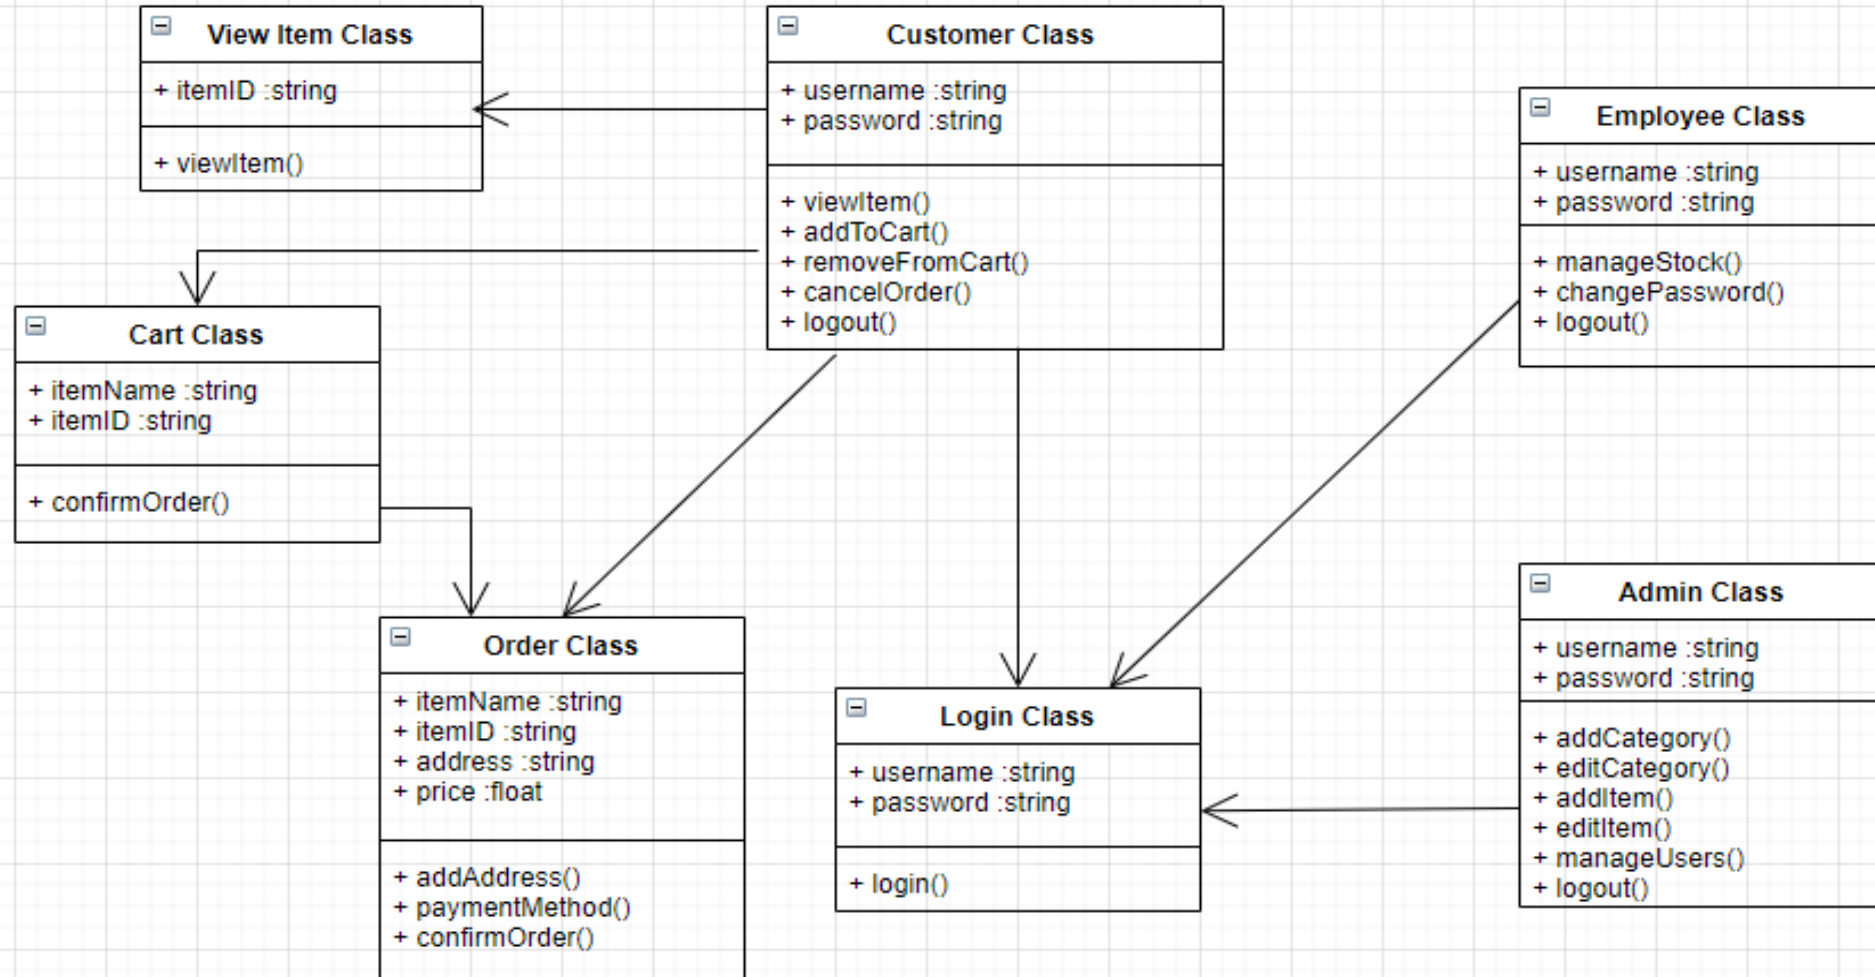 View Item Class
+ itemID :string
+ viewItem()
Customer Class
+ username :string
+ password :string
+ viewItem()
+ addToCart()
+ removeFromCart()
+ cancelOrder()
+ logout()
Employee Class
+ username :string
+ password :string
+ manageStock()
+ changePassword()
+ logout()
Cart Class
+ itemName :string
+ itemID :string
+ confirmOrder()
Order Class
+ itemName :string
+ itemID :string
+ address :string
+ price :float
+ addAddress()
+ paymentMethod()
+ confirmOrder()
Login Class
+ username :string
+ password :string
+ login()
Admin Class
+ username :string
+ password :string
+ addCategory()
+ editCategory()
+ addItem()
+ editItem()
+ manageUsers()
+ logout()